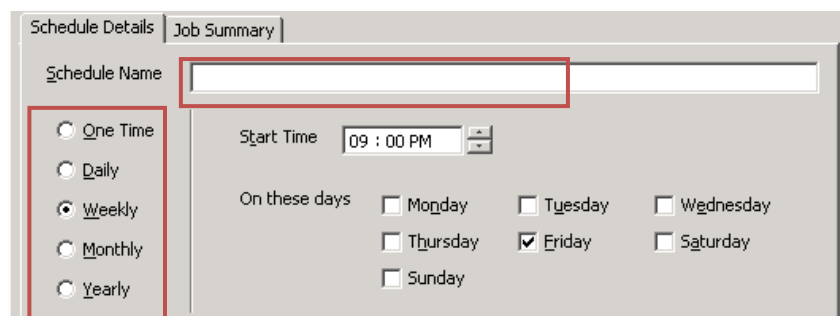 Schedule Details Job Summary
Schedule Name
One Time
Daily
Weekly
Monthly
Yearly
Start Time 09 : 00 PM
On these days Monday Tuesday Wednesday
Thursday Friday Saturday
Sunday